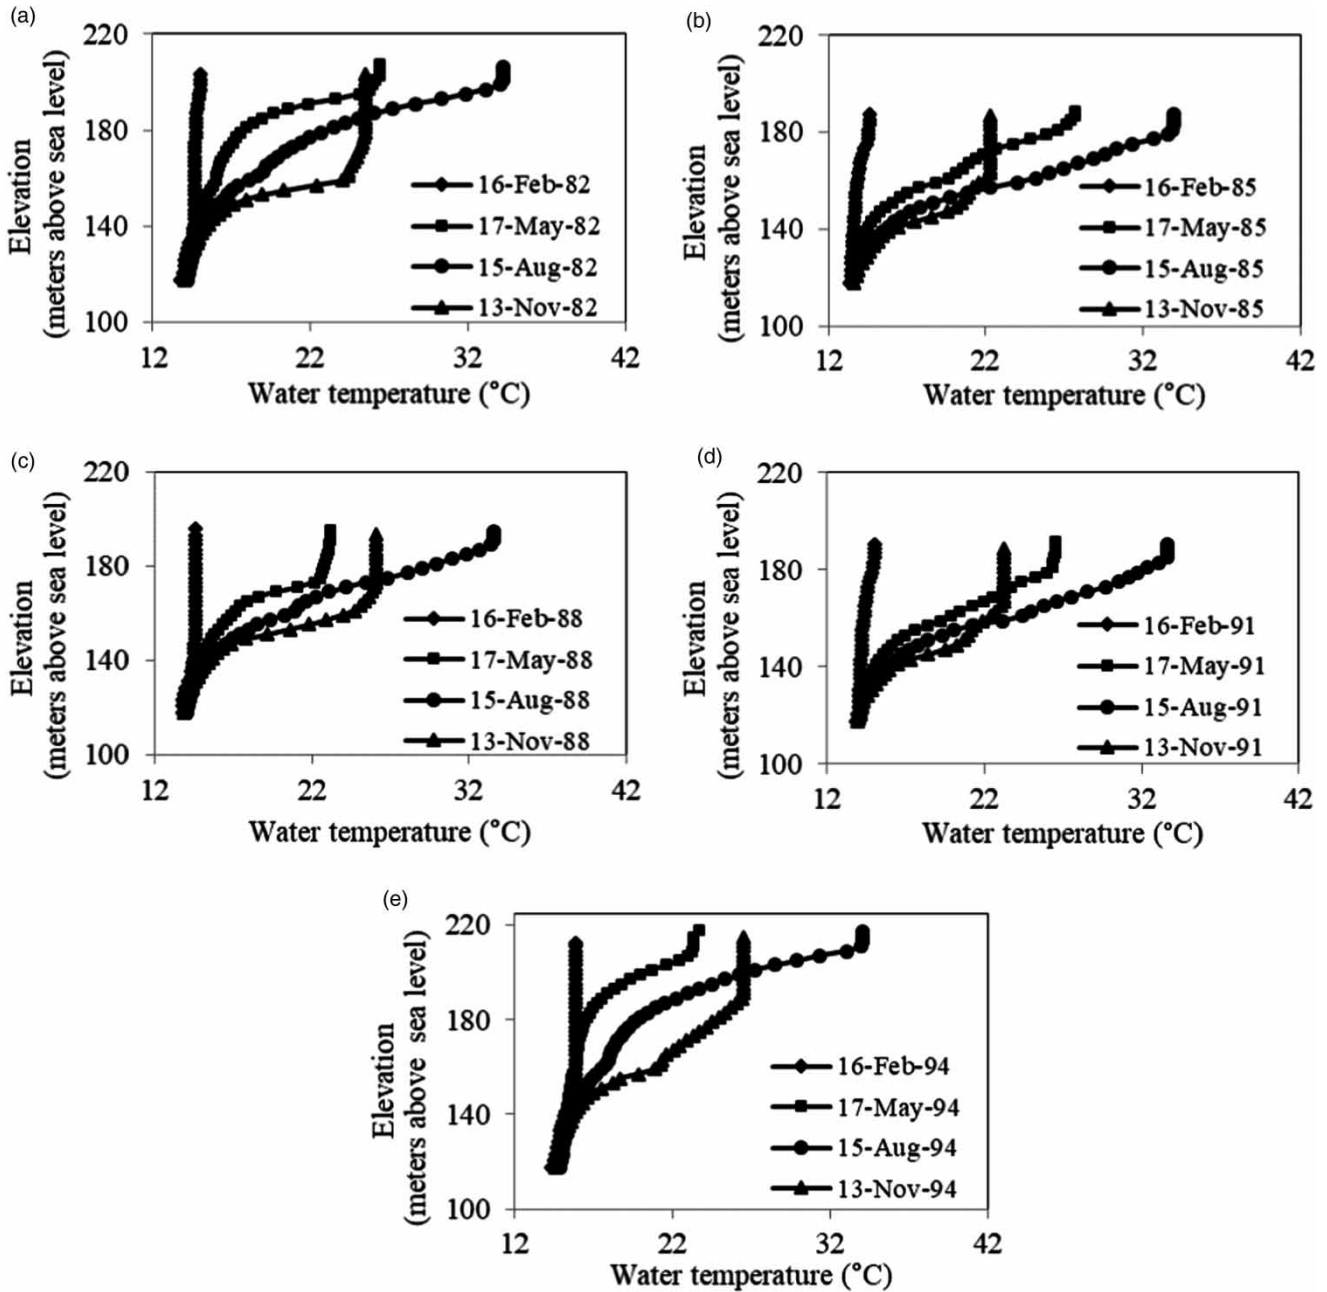 (a)
220
180
140
100
Elevation
(meters above sea level)
16-Feb-82
17-May-82
15-Aug-82
13-Nov-82
12 22 32 42
Water temperature (°C)
(b)
220
180
140
100
Elevation
(meters above sea level)
16-Feb-85
17-May-85
15-Aug-85
13-Nov-85
12 22 32 42
Water temperature (°C)
(c)
220
180
140
100
Elevation
(meters above sea level)
16-Feb-88
17-May-88
15-Aug-88
13-Nov-88
12 22 32 42
Water temperature (°C)
(d)
220
180
140
100
Elevation
(meters above sea level)
16-Feb-91
17-May-91
15-Aug-91
13-Nov-91
12 22 32 42
Water temperature (°C)
(e)
220
180
140
100
Elevation
(meters above sea level)
16-Feb-94
17-May-94
15-Aug-94
13-Nov-94
12 22 32 42
Water temperature (°C)